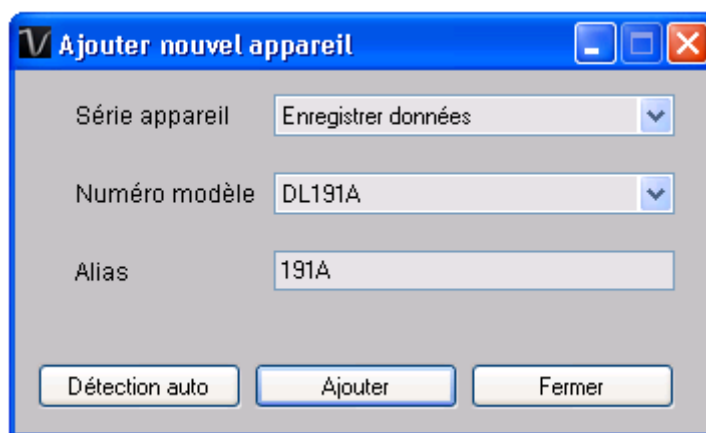 Ajouter nouvel appareil
Série appareil Enregistrer données
Numéro modèle DL191A
Alias 191A
Détection auto Ajouter Fermer